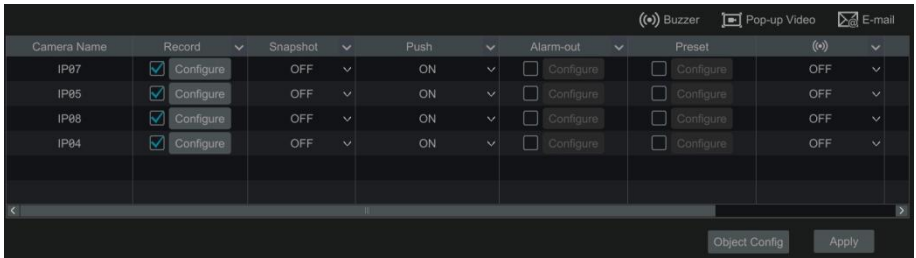 Buzzer Pop-up Video E-mail
Camera Name Record Snapshot Push Alarm-out Preset
IP07 Configure OFF ON Configure Configure OFF
IP05 Configure OFF ON Configure Configure OFF
IP08 Configure OFF ON Configure Configure OFF
IP04 Configure OFF ON Configure Configure OFF
Object Config Apply